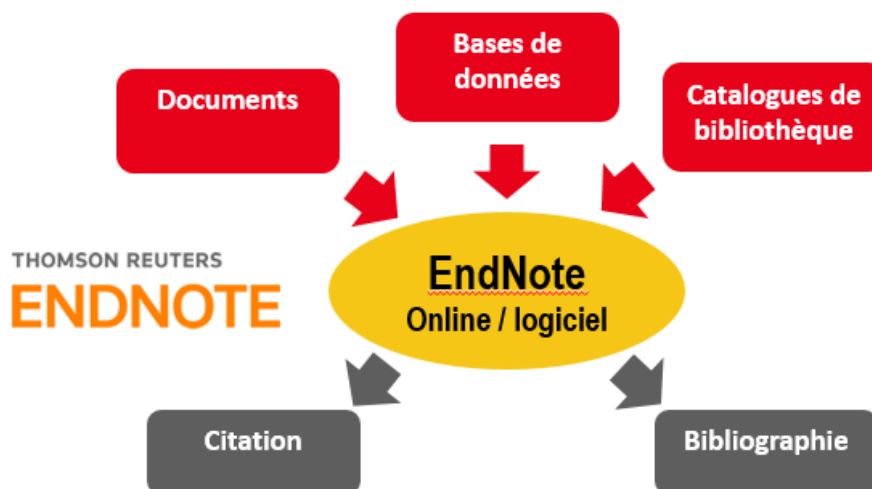 Bases de
données
Documents
Catalogues de
bibliothèque
THOMSON REUTERS
ENDNOTE
EndNote
Online / logiciel
Citation
Bibliographie